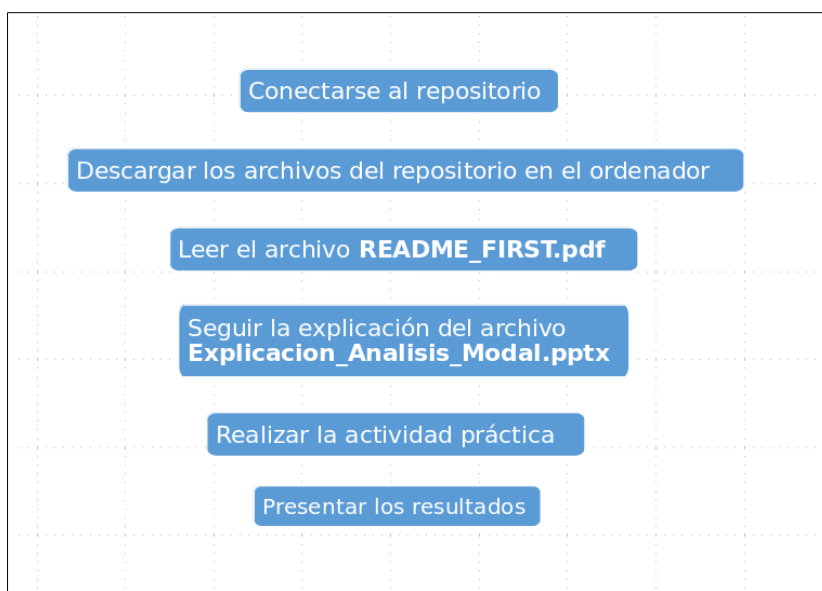 Conectarse al repositorio
Descargar los archivos del repositorio en el ordenador
Leer el archivo README_FIRST.pdf
Seguir la explicación del archivo
Explicacion_Analisis_Modal.pptx
Realizar la actividad práctica
Presentar los resultados